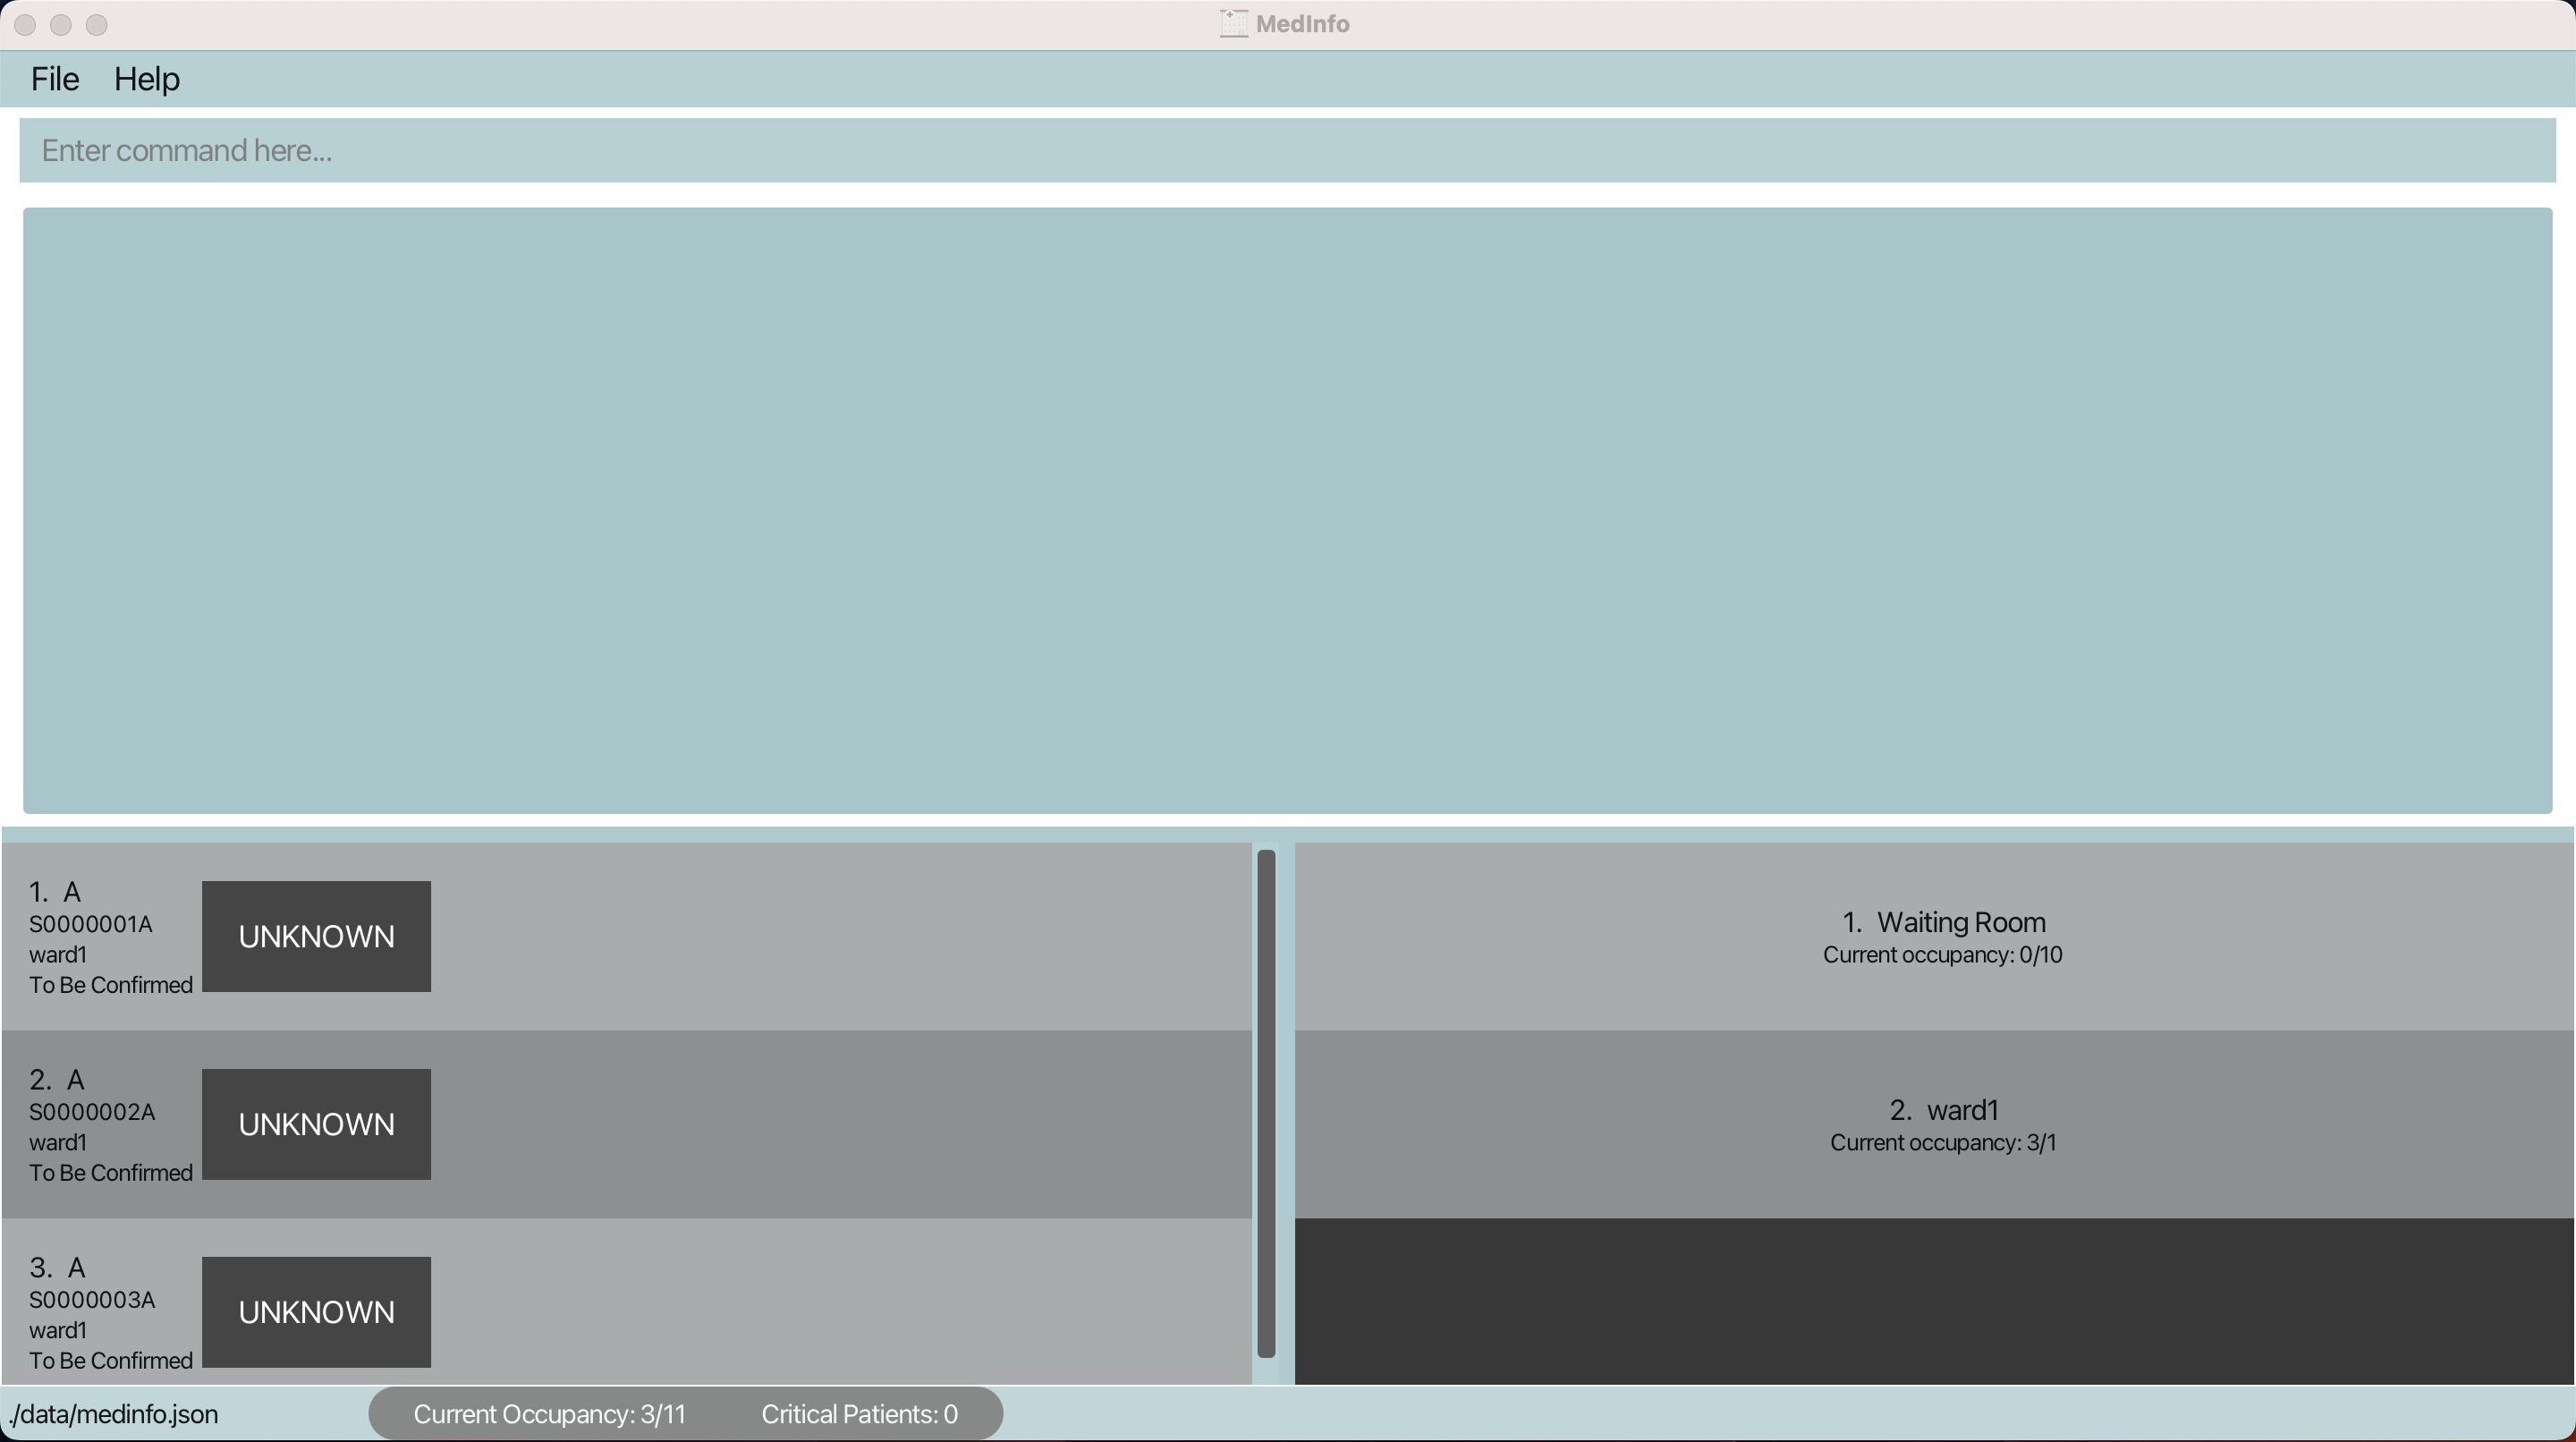 MedInfo
File Help
Enter command here...
1. A
S0000001A
ward1
To Be Confirmed
UNKNOWN
2. A
S0000002A
ward1
To Be Confirmed
UNKNOWN
3. A
S0000003A
ward1
To Be Confirmed
UNKNOWN
1. Waiting Room
Current occupancy: 0/10
2. ward1
Current occupancy: 3/1
./data/medinfo.json
Current Occupancy: 3/11 Critical Patients: 0